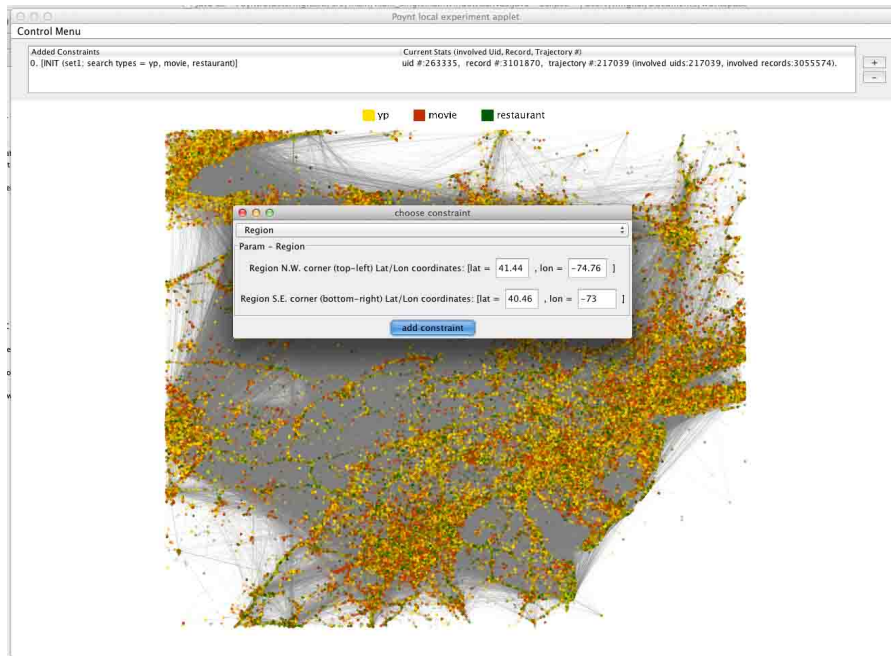 Poynt local experiment applet
Control Menu
Added Constraints
Current Stats (involved Uid, Record, Trajectory #)
0. [INIT (set1; search types = yp, movie, restaurant)]
uid #:263335, record #:3101870, trajectory #:217039 (involved uids:217039, involved records:3055574).
+
-
yp movie restaurant
choose constraint
Region
Param - Region
Region N.W. corner (top-left) Lat/Lon coordinates: [lat = 41.44 , lon = -74.76 ]
Region S.E. corner (bottom-right) Lat/Lon coordinates: [lat = 40.46 , lon = -73 ]
add constraint